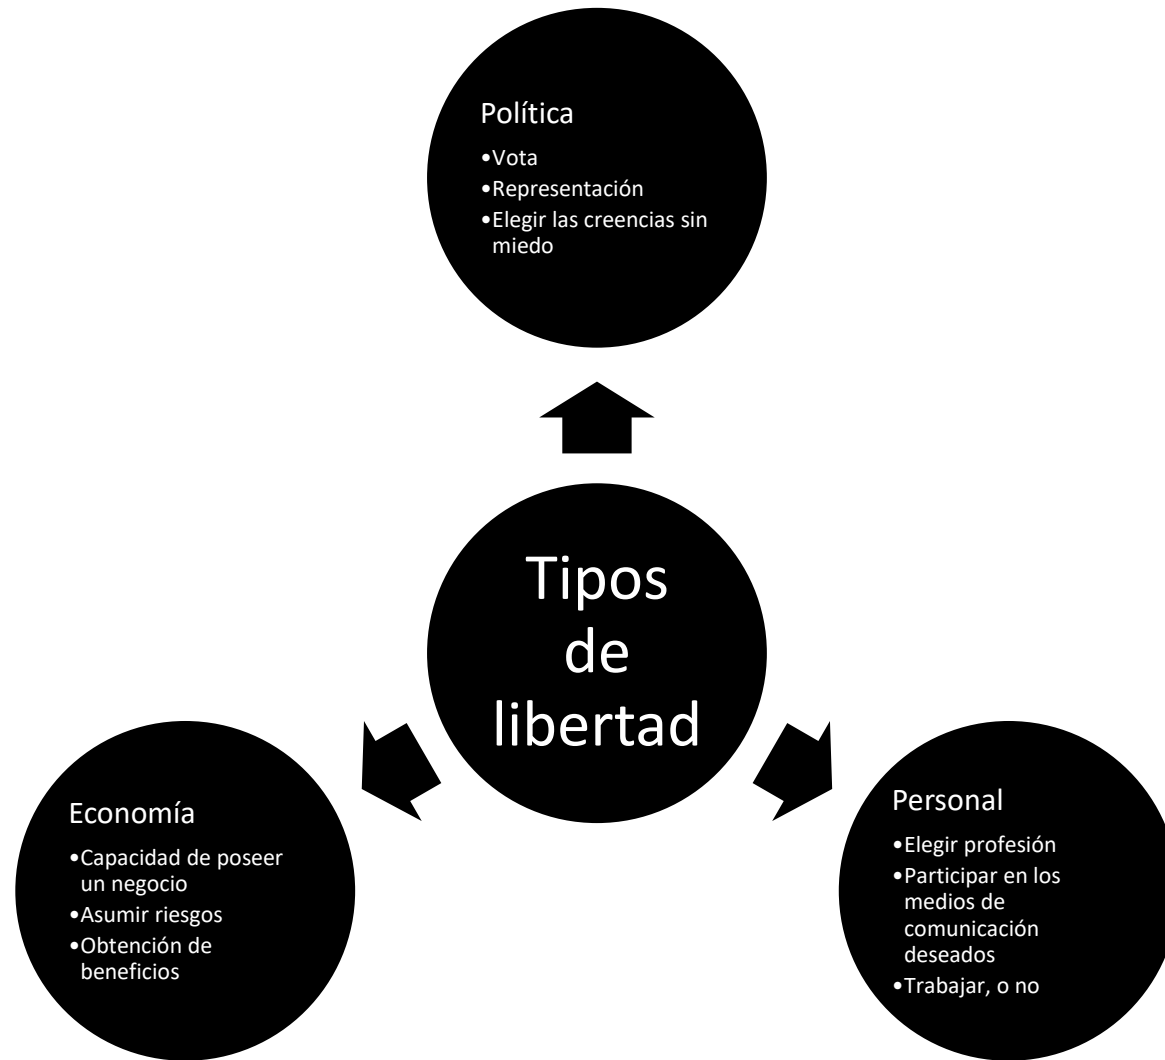 Política
•Vota
•Representación
•Elegir las creencias sin
miedo
Tipos
de
libertad
Economía
•Capacidad de poseer
un negocio
•Asumir riesgos
•Obtención de
beneficios
Personal
•Elegir profesión
•Participar en los
medios de
comunicación
deseados
•Trabajar, o no